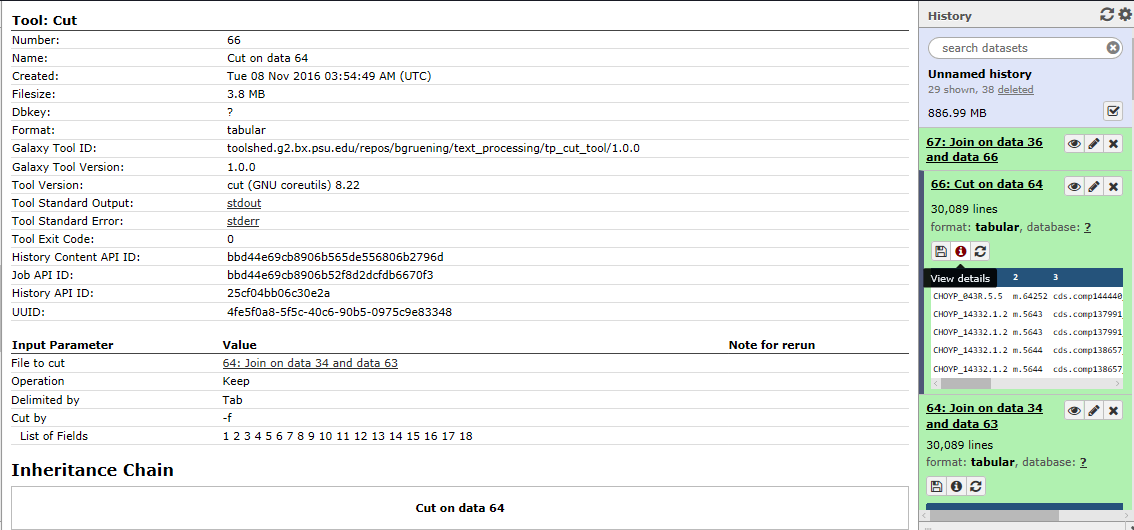 Tool: Cut
Number: 66
Name: Cut on data 64
Created: Tue 08 Nov 2016 03:54:49 AM (UTC)
Filesize: 3.8 MB
Dbkey: ?
Format: tabular
Galaxy Tool ID: toolshed.g2.bx.psu.edu/repos/bgruening/text_processing/tp_cut_tool/1.0.0
Galaxy Tool Version: 1.0.0
Tool Version: cut (GNU coreutils) 8.22
Tool Standard Output: stdout
Tool Standard Error: stderr
Tool Exit Code: 0
History Content API ID: bbd44e69cb8906b565de556806b2796d
Job API ID: bbd44e69cb8906b52f8d2dcfdb6670f3
History API ID: 25cf04bb06c30e2a
UUID: 4fe5f0a8-5f5c-40c6-90b5-0975c9e83348
Input Parameter Value Note for rerun
File to cut 64: Join on data 34 and data 63
Operation Keep
Delimited by Tab
Cut by -f
List of Fields 1 2 3 4 5 6 7 8 9 10 11 12 13 14 15 16 17 18
Inheritance Chain
Cut on data 64
History
search datasets
Unnamed history
29 shown, 38 deleted
886.99 MB
67: Join on data 36
and data 66
66: Cut on data 64
30,089 lines
format: tabular, database: ?
View details 2 3
CHOYP_043R.5.5 m.64252 cds.comp144440
CHOYP_14332.1.2 m.5643 cds.comp137991
CHOYP_14332.1.2 m.5643 cds.comp137991
CHOYP_14332.1.2 m.5644 cds.comp138657
CHOYP_14332.1.2 m.5644 cds.comp138657
64: Join on data 34
and data 63
30,089 lines
format: tabular, database: ?